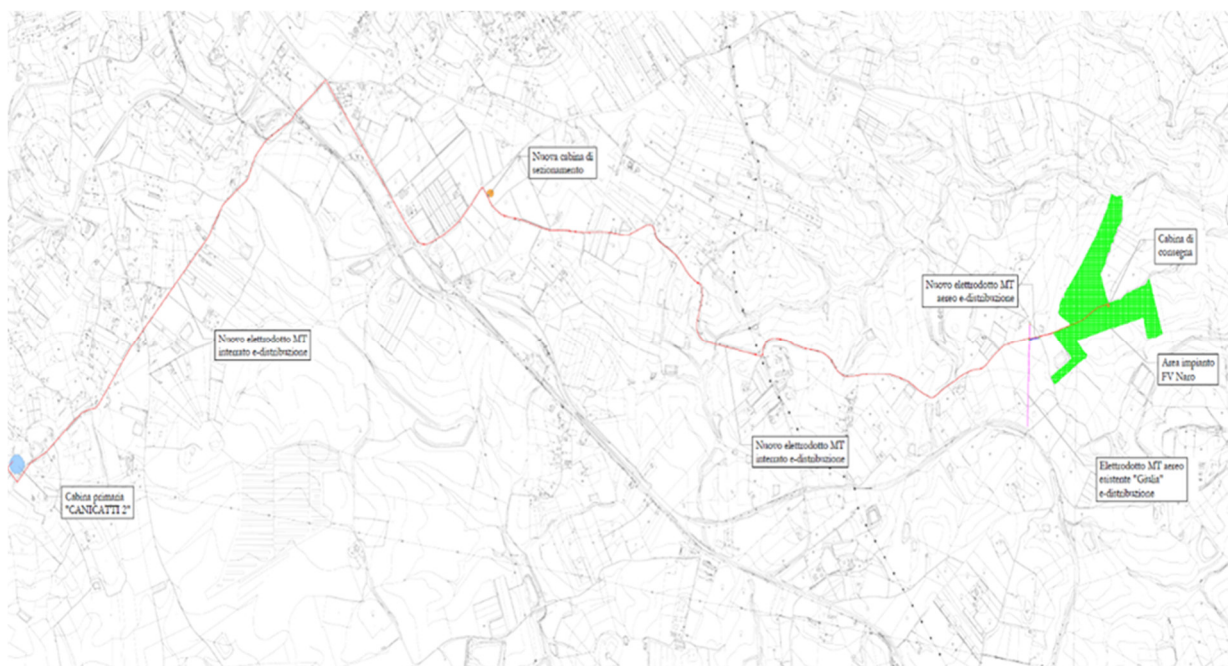 Nuova cabina di
sezionamento
Cabina di
consegna
Nuovo elettrodotto MT
aereo e-distribuzione
Nuovo elettrodotto MT
interrato e-distribuzione
Area impianto
FV Naro
Nuovo elettrodotto MT
interrato e-distribuzione
Elettrodotto MT aereo
esistente "Giulia"
e-distribuzione
Cabina primaria
"CANICATTI 2"